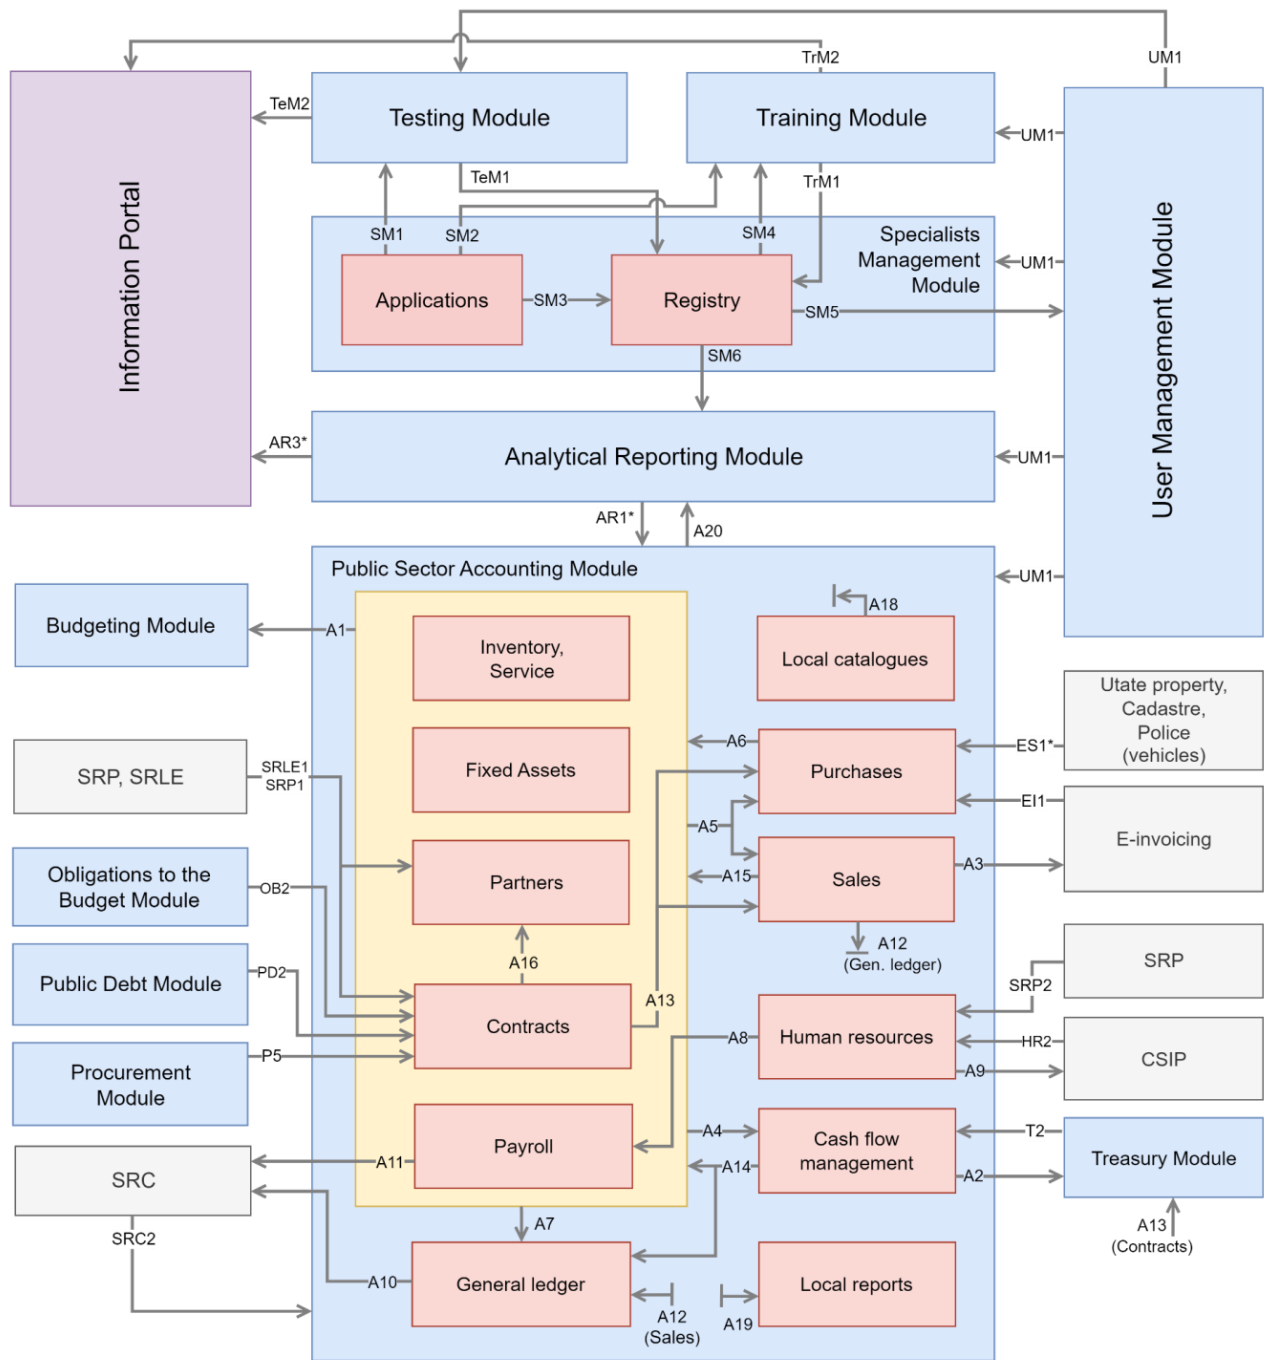 TrM2
UM1
TeM2
Testing Module
Training Module
UM1
TeM1
TrM1
Information Portal
User Management Module
SM1
SM2
SM4
Specialists
Management
Module
UM1
Applications
SM3
Registry
SM5
SM6
AR3*
Analytical Reporting Module
UM1
AR1*
A20
Public Sector Accounting Module
UM1
Budgeting Module
A1
A18
Inventory,
Service
Local catalogues
Utate property,
Cadastre,
Police
(vehicles)
SRP, SRLE
SRLE1
SRP1
Fixed Assets
A6
Purchases
ES1*
EI1
E-invoicing
A5
Obligations to the
Budget Module
OB2
Partners
A15
Sales
A3
A16
A12
(Gen. ledger)
SRP
Public Debt Module
PD2
SRP2
A13
Contracts
A8
Human resources
HR2
A9
CSIP
Procurement
Module
P5
Payroll
A4
Cash flow
management
T2
Treasury Module
A11
SRC
A14
A2
A7
A13
(Contracts)
SRC2
A10
General ledger
Local reports
A12
(Sales)
A19